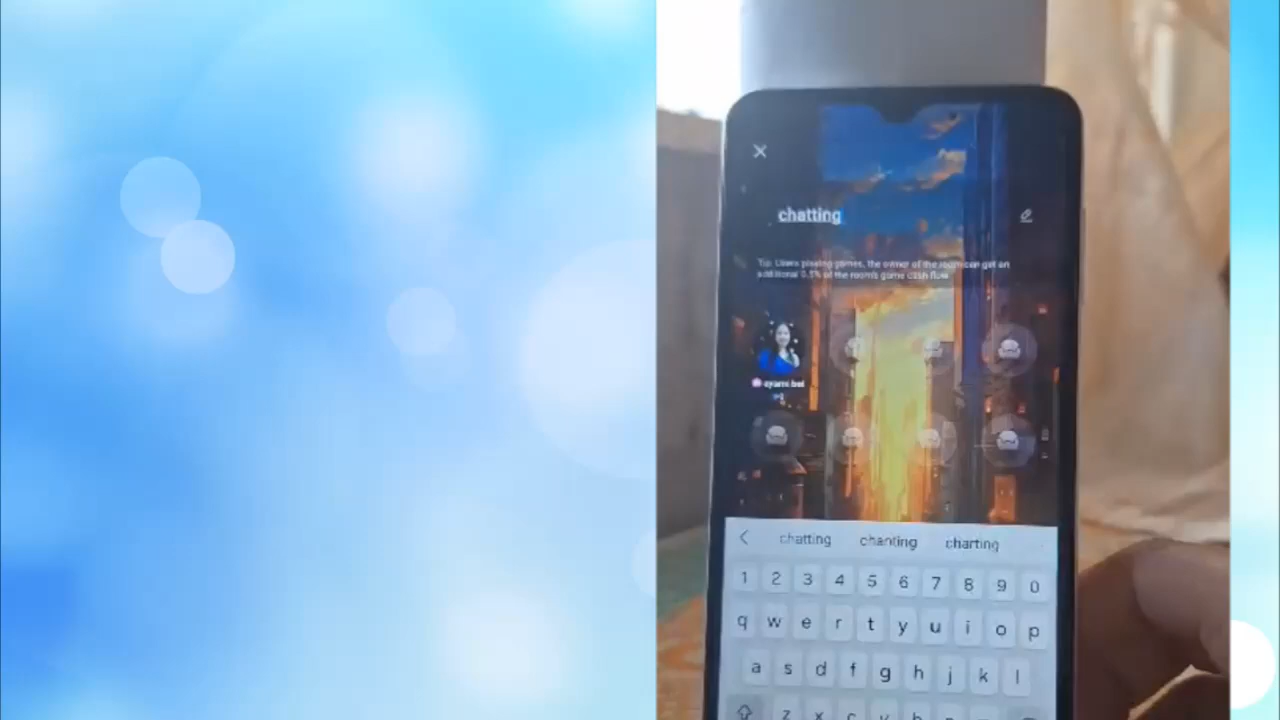 chatting
Tip: Users playing games, the owner of the room can get an
additional 0.5% of the room's game cash flow
chatting chanting charting
1 2 3 4 5 6 7 8 9 0
q w e r t y u i o p
a s d f g h j k l
z x c v b